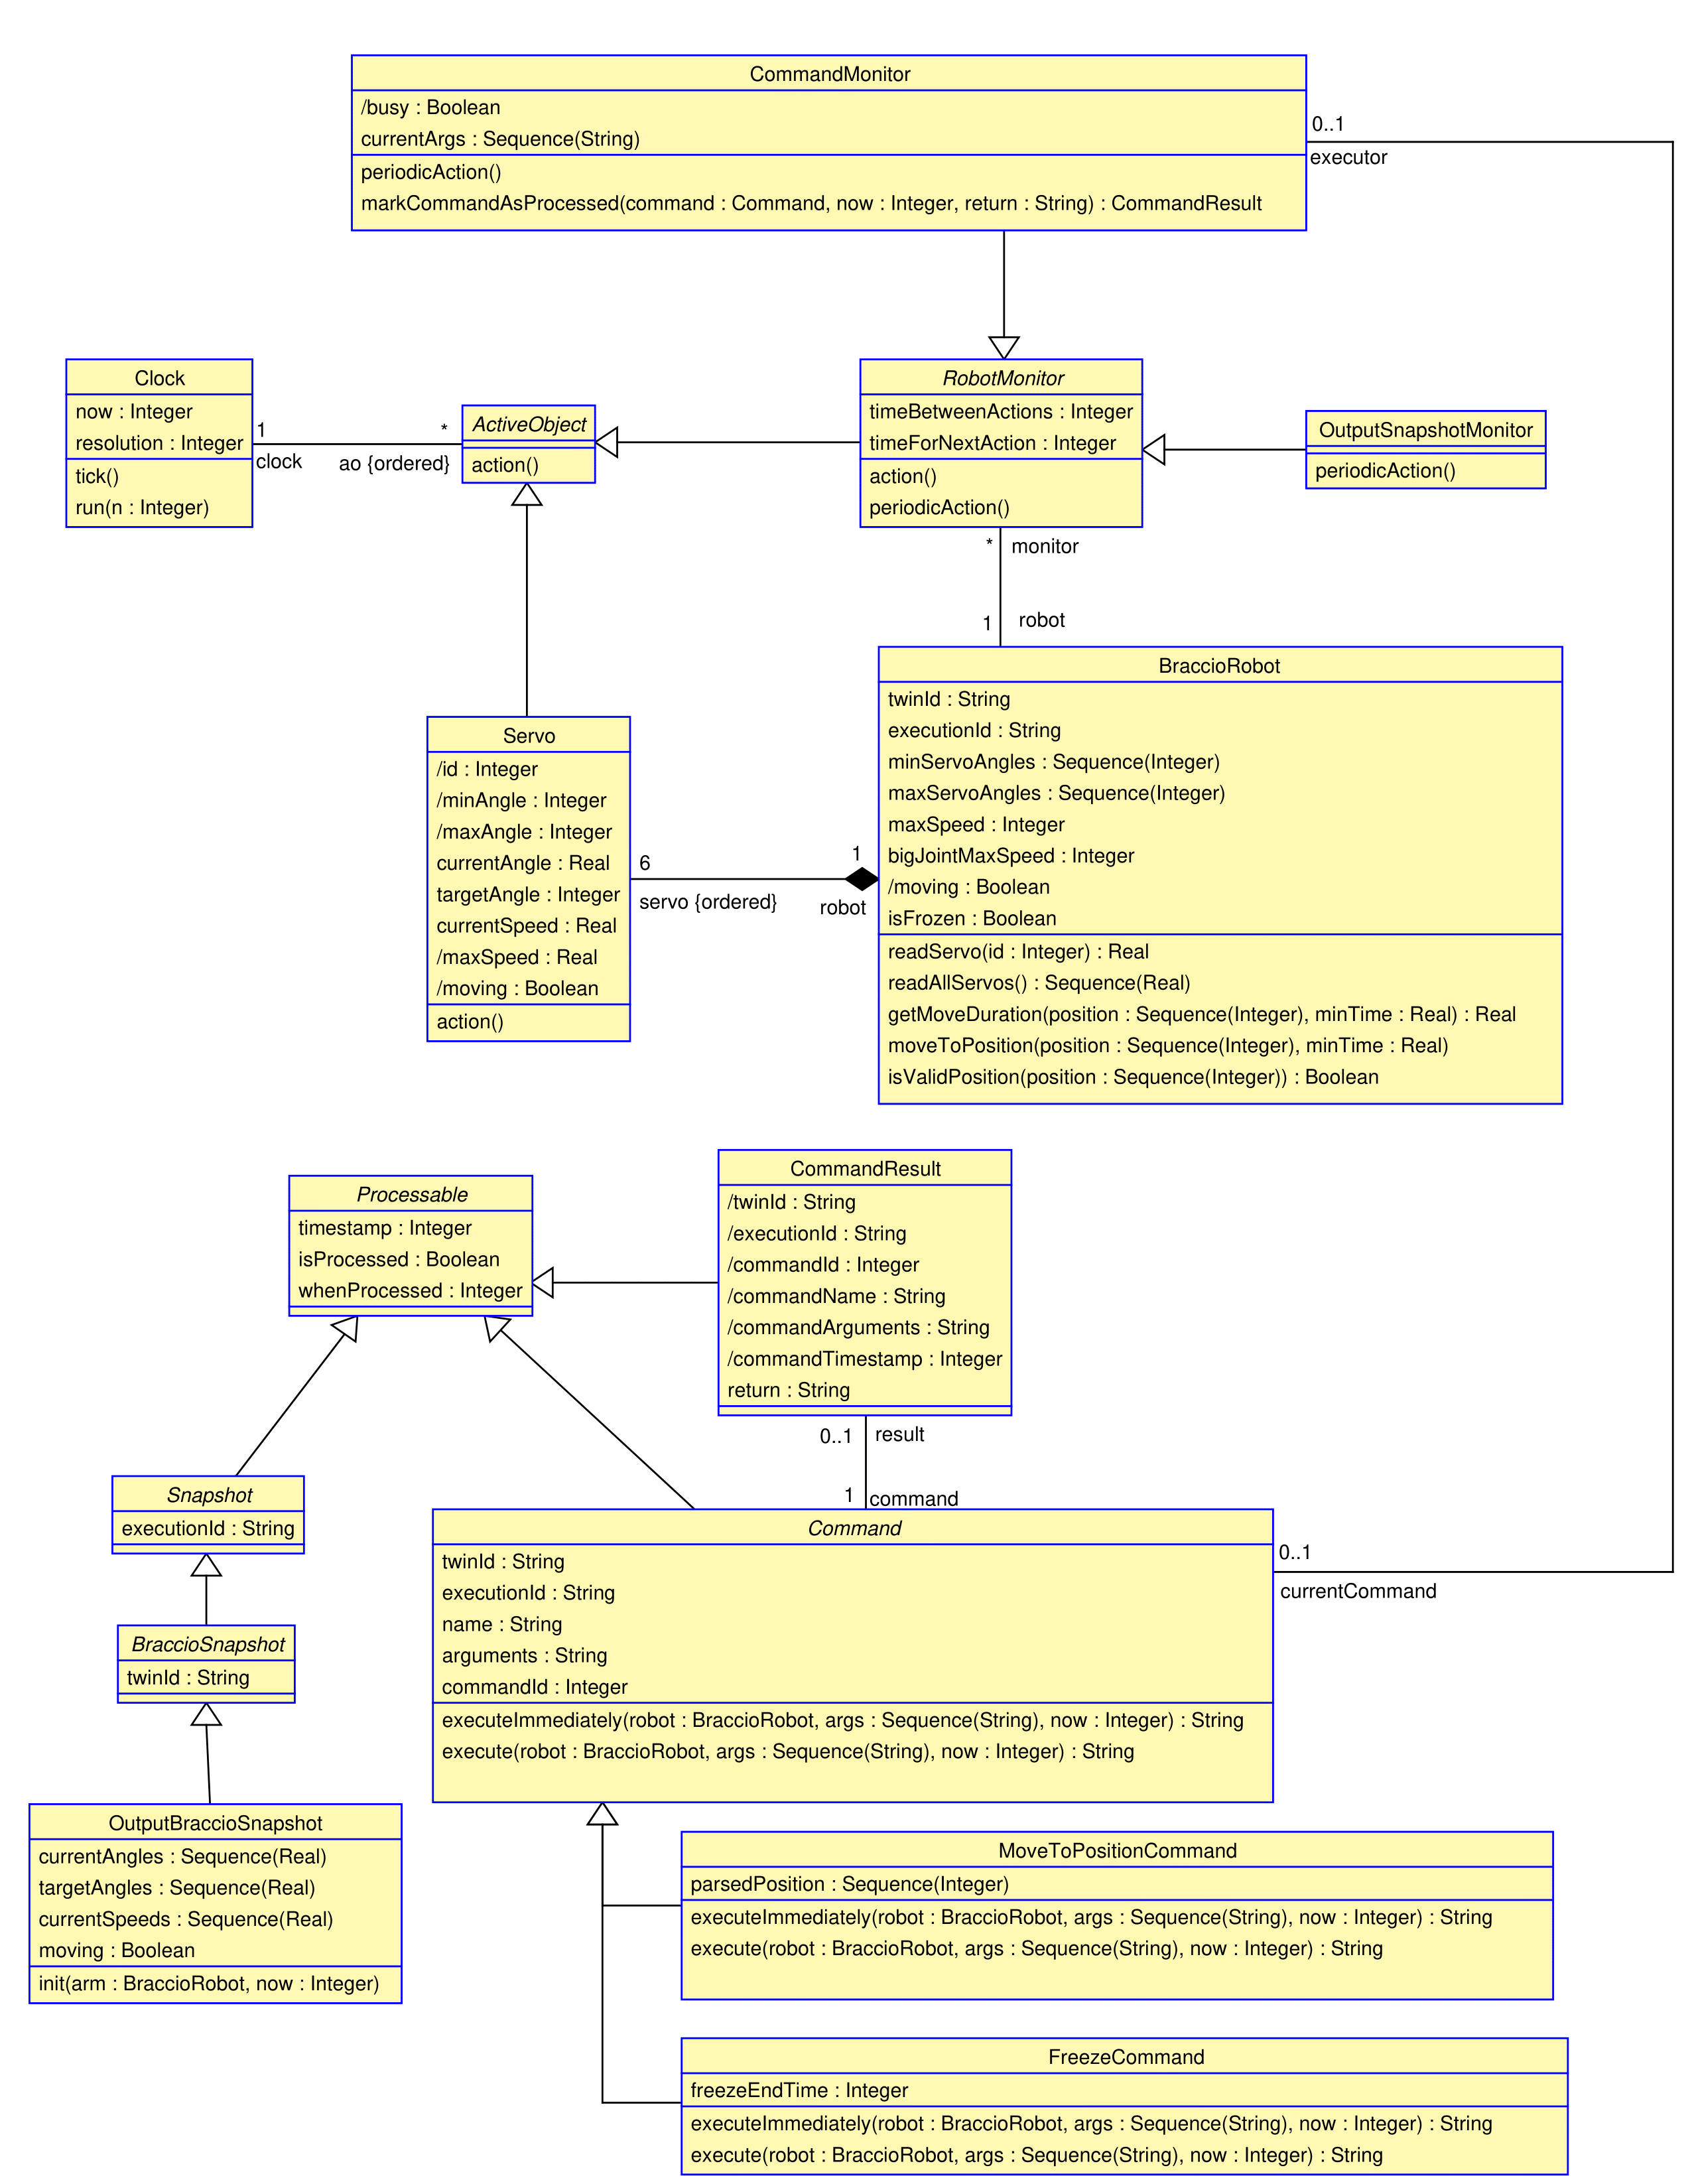 CommandMonitor
/busy : Boolean
currentArgs : Sequence(String)
periodicAction()
markCommandAsProcessed(command : Command, now : Integer, return : String) : CommandResult
0..1
executor
Clock
now : Integer
resolution : Integer
tick()
run(n : Integer)
1
clock
*
ao {ordered}
ActiveObject
action()
RobotMonitor
timeBetweenActions : Integer
timeForNextAction : Integer
action()
periodicAction()
OutputSnapshotMonitor
periodicAction()
* monitor
1 robot
Servo
/id : Integer
/minAngle : Integer
/maxAngle : Integer
currentAngle : Real
targetAngle : Integer
currentSpeed : Real
/maxSpeed : Real
/moving : Boolean
action()
6
servo {ordered}
1
robot
BraccioRobot
twinId : String
executionId : String
minServoAngles : Sequence(Integer)
maxServoAngles : Sequence(Integer)
maxSpeed : Integer
bigJointMaxSpeed : Integer
/moving : Boolean
isFrozen : Boolean
readServo(id : Integer) : Real
readAllServos() : Sequence(Real)
getMoveDuration(position : Sequence(Integer), minTime : Real) : Real
moveToPosition(position : Sequence(Integer), minTime : Real)
isValidPosition(position : Sequence(Integer)) : Boolean
Processable
timestamp : Integer
isProcessed : Boolean
whenProcessed : Integer
CommandResult
/twinId : String
/executionId : String
/commandId : Integer
/commandName : String
/commandArguments : String
/commandTimestamp : Integer
return : String
0..1 result
1 command
Snapshot
executionId : String
BraccioSnapshot
twinId : String
OutputBraccioSnapshot
currentAngles : Sequence(Real)
targetAngles : Sequence(Real)
currentSpeeds : Sequence(Real)
moving : Boolean
init(arm : BraccioRobot, now : Integer)
Command
twinId : String
executionId : String
name : String
arguments : String
commandId : Integer
executeImmediately(robot : BraccioRobot, args : Sequence(String), now : Integer) : String
execute(robot : BraccioRobot, args : Sequence(String), now : Integer) : String
0..1
currentCommand
MoveToPositionCommand
parsedPosition : Sequence(Integer)
executeImmediately(robot : BraccioRobot, args : Sequence(String), now : Integer) : String
execute(robot : BraccioRobot, args : Sequence(String), now : Integer) : String
FreezeCommand
freezeEndTime : Integer
executeImmediately(robot : BraccioRobot, args : Sequence(String), now : Integer) : String
execute(robot : BraccioRobot, args : Sequence(String), now : Integer) : String